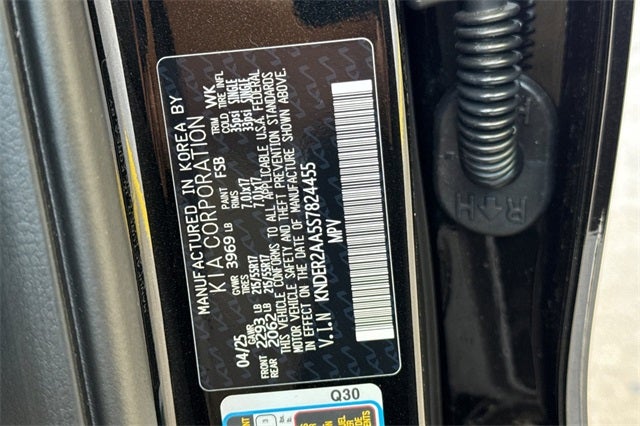 MANUFACTURED IN KOREA BY
KIA CORPORATION
04/25 GVWR 3969 LB PAINT FSB TRIM WK
GAWR TIRES RIMS COLD TIRE INFL
FRONT 2293 LB 215/55R17 7.0JX17 35psi SINGLE
REAR 2062 LB 215/55R17 7.0JX17 33psi SINGLE
THIS VEHICLE CONFORMS TO ALL APPLICABLE U.S.A. FEDERAL
MOTOR VEHICLE SAFETY AND THEFT PREVENTION STANDARDS
IN EFFECT ON THE DATE OF MANUFACTURE SHOWN ABOVE.
V.I.N KNDER2AA5S7824455
MPV
Q30
R H